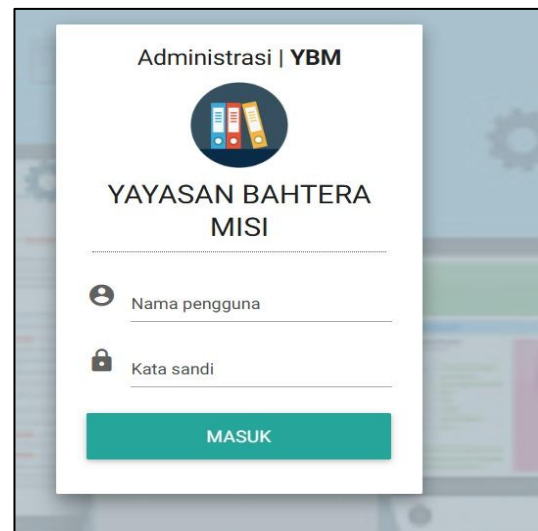 Administrasi | YBM
YAYASAN BAHTERA
MISI
Nama pengguna
Kata sandi
MASUK